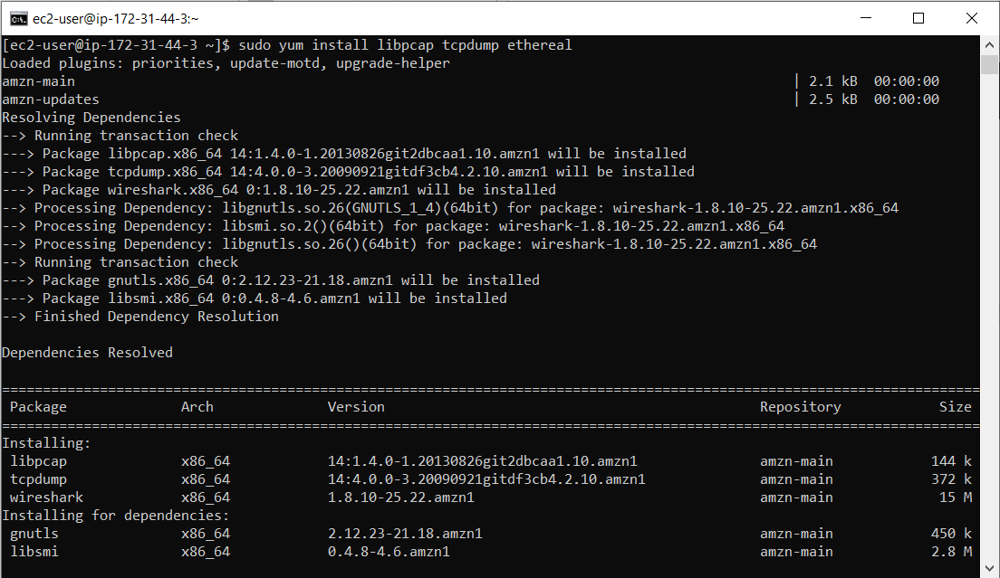 ec2-user@ip-172-31-44-3:~
[ec2-user@ip-172-31-44-3 ~]$ sudo yum install libpcap tcpdump ethereal
Loaded plugins: priorities, update-motd, upgrade-helper
amzn-main | 2.1 kB 00:00:00
amzn-updates | 2.5 kB 00:00:00
Resolving Dependencies
--> Running transaction check
---> Package libpcap.x86_64 14:1.4.0-1.20130826git2dbcaa1.10.amzn1 will be installed
---> Package tcpdump.x86_64 14:4.0.0-3.20090921gitdf3cb4.2.10.amzn1 will be installed
---> Package wireshark.x86_64 0:1.8.10-25.22.amzn1 will be installed
--> Processing Dependency: libgnutls.so.26(GNUTLS_1_4)(64bit) for package: wireshark-1.8.10-25.22.amzn1.x86_64
--> Processing Dependency: libsmi.so.2()(64bit) for package: wireshark-1.8.10-25.22.amzn1.x86_64
--> Processing Dependency: libgnutls.so.26()(64bit) for package: wireshark-1.8.10-25.22.amzn1.x86_64
--> Running transaction check
---> Package gnutls.x86_64 0:2.12.23-21.18.amzn1 will be installed
---> Package libsmi.x86_64 0:0.4.8-4.6.amzn1 will be installed
--> Finished Dependency Resolution
Dependencies Resolved
========================================================================================================================
Package Arch Version Repository Size
========================================================================================================================
Installing:
libpcap x86_64 14:1.4.0-1.20130826git2dbcaa1.10.amzn1 amzn-main 144 k
tcpdump x86_64 14:4.0.0-3.20090921gitdf3cb4.2.10.amzn1 amzn-main 372 k
wireshark x86_64 1.8.10-25.22.amzn1 amzn-main 15 M
Installing for dependencies:
gnutls x86_64 2.12.23-21.18.amzn1 amzn-main 450 k
libsmi x86_64 0.4.8-4.6.amzn1 amzn-main 2.8 M